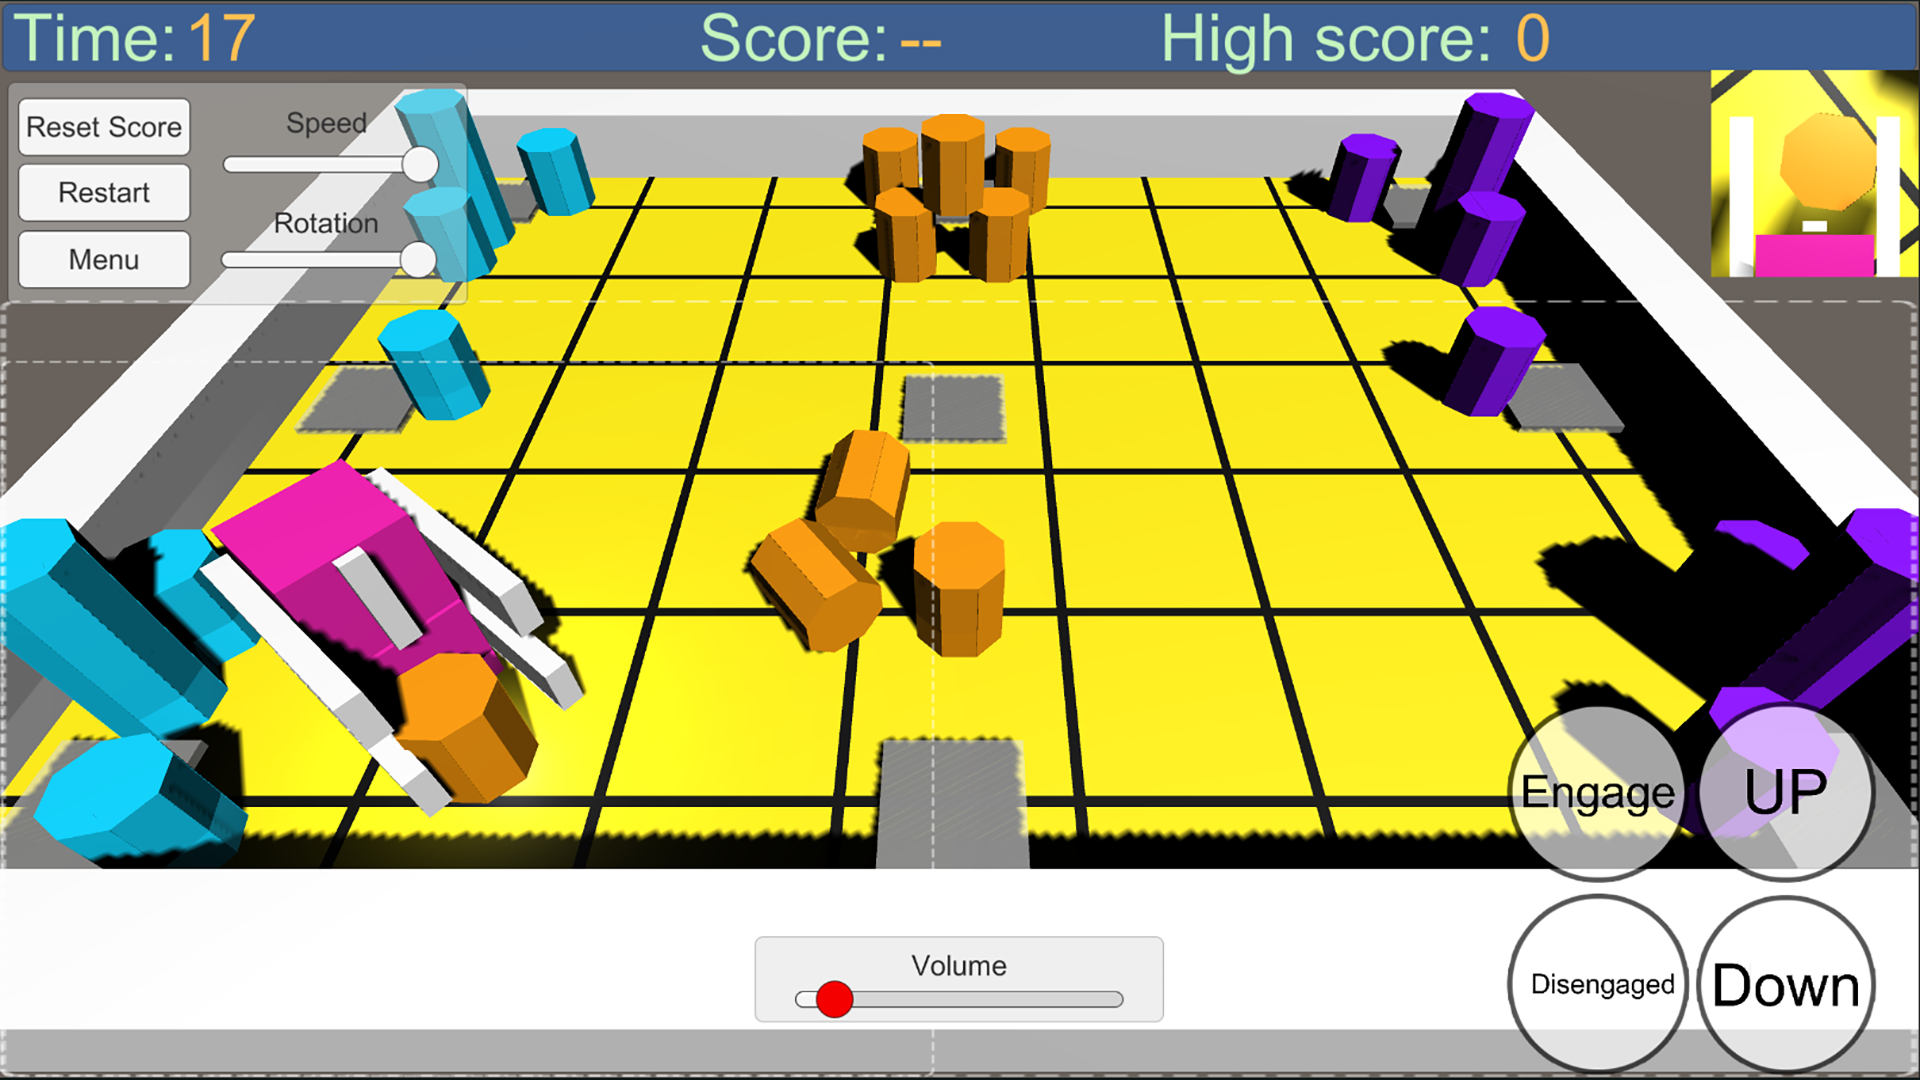 Time: 17 Score: -- High score: 0
Reset Score
Speed
Restart
Rotation
Menu
Engage
UP
Volume
Disengaged
Down